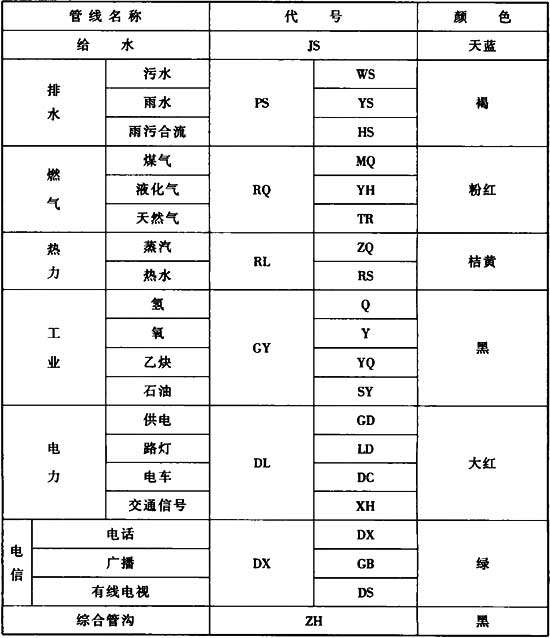 管线名称 代号 颜色
给水 JS 天蓝
排水 污水 PS WS 褐
雨水 YS
雨污合流 HS
燃气 煤气 RQ MQ 粉红
液化气 YH
天然气 TR
热力 蒸汽 RL ZQ 桔黄
热水 RS
工业 氢 GY Q 黑
氧 Y
乙炔 YQ
石油 SY
电力 供电 DL GD 大红
路灯 LD
电车 DC
交通信号 XH
电信 电话 DX DX 绿
广播 GB
有线电视 DS
综合管沟 ZH 黑